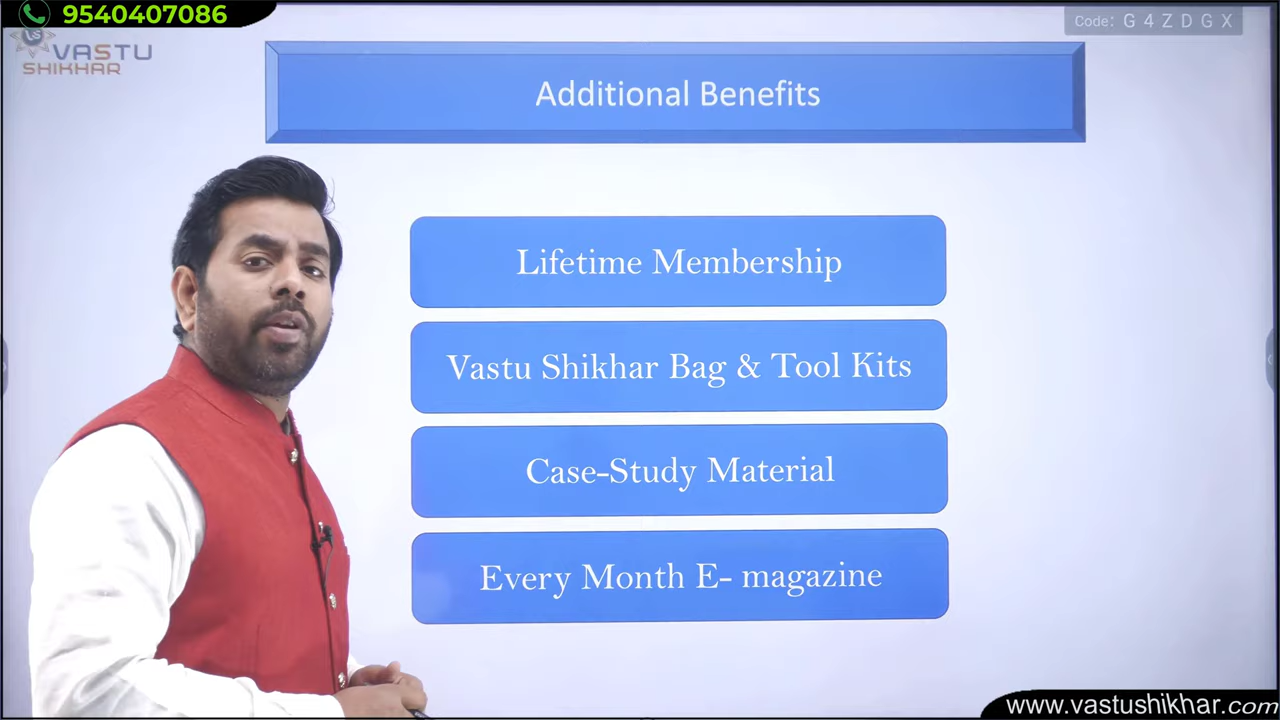 9540407086
Code: G 4 Z D G X
VS
VASTU
SHIKHAR
Additional Benefits
Lifetime Membership
Vastu Shikhar Bag & Tool Kits
Case-Study Material
Every Month E- magazine
www.vastushikhar.com